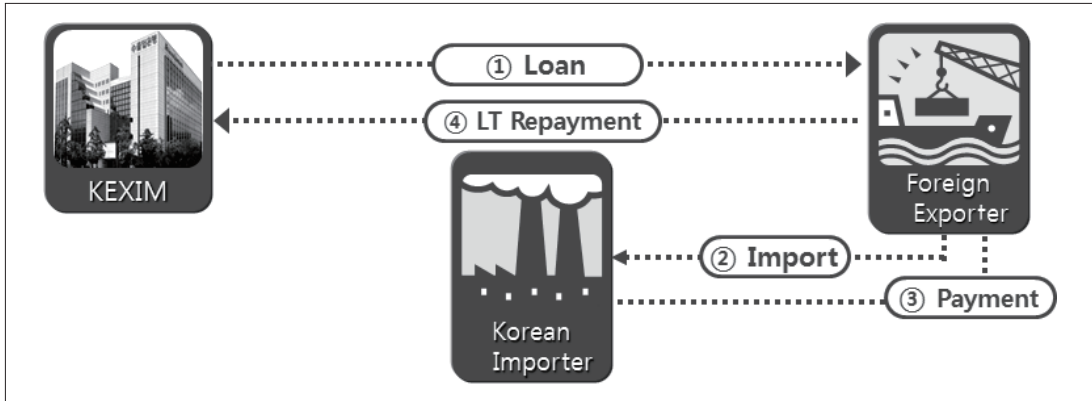 ① Loan
④ LT Repayment
KEXIM
Foreign
Exporter
② Import
③ Payment
Korean
Importer